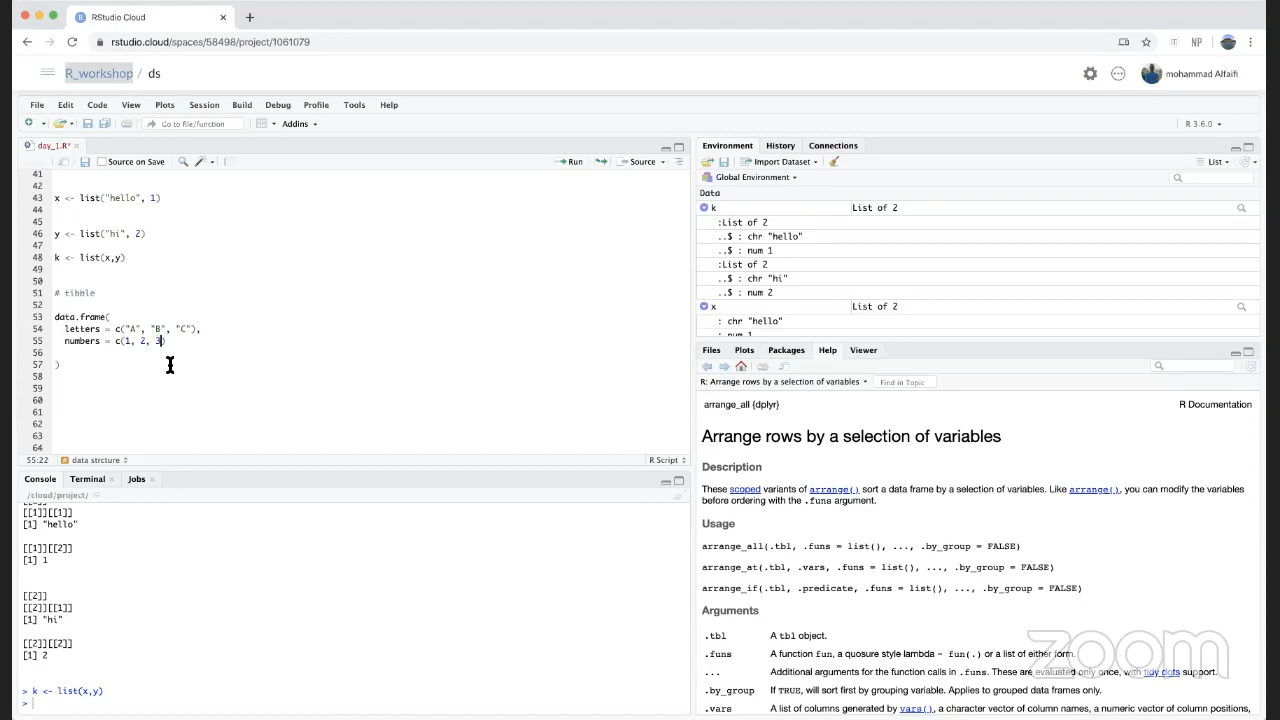 RStudio Cloud
rstudio.cloud/spaces/58498/project/1061079
NP
R_workshop / ds
mohammad Alfaifi
File Edit Code View Plots Session Build Debug Profile Tools Help
Go to file/function
Addins
R 3.6.0
day_1.R*
Source on Save
Run
Source
41
42
43 x <- list("hello", 1)
44
45
46 y <- list("hi", 2)
47
48 k <- list(x,y)
49
50
51 # tibble
52
53 data.frame(
54 letters = c("A", "B", "C"),
55 numbers = c(1, 2, 3)
56
57 )
58
59
60
61
62
63
64
55:22 data strcture R Script
Console Terminal Jobs
/cloud/project/
[[1]][[1]]
[1] "hello"
[[1]][[2]]
[1] 1
[[2]]
[[2]][[1]]
[1] "hi"
[[2]][[2]]
[1] 2
> k <- list(x,y)
>
Environment History Connections
Import Dataset
List
Global Environment
Data
k List of 2
:List of 2
..$ : chr "hello"
..$ : num 1
:List of 2
..$ : chr "hi"
..$ : num 2
x List of 2
: chr "hello"
: num 1
Files Plots Packages Help Viewer
R: Arrange rows by a selection of variables Find in Topic
arrange_all {dplyr} R Documentation
Arrange rows by a selection of variables
Description
These scoped variants of arrange() sort a data frame by a selection of variables. Like arrange(), you can modify the variables
before ordering with the .funs argument.
Usage
arrange_all(.tbl, .funs = list(), ..., .by_group = FALSE)
arrange_at(.tbl, .vars, .funs = list(), ..., .by_group = FALSE)
arrange_if(.tbl, .predicate, .funs = list(), ..., .by_group = FALSE)
Arguments
.tbl A tbl object.
.funs A function fun, a quosure style lambda ~ fun(.) or a list of either form.
... Additional arguments for the function calls in .funs. These are evaluated only once, with tidy dots support.
.by_group If TRUE, will sort first by grouping variable. Applies to grouped data frames only.
.vars A list of columns generated by vars(), a character vector of column names, a numeric vector of column positions,
zoom